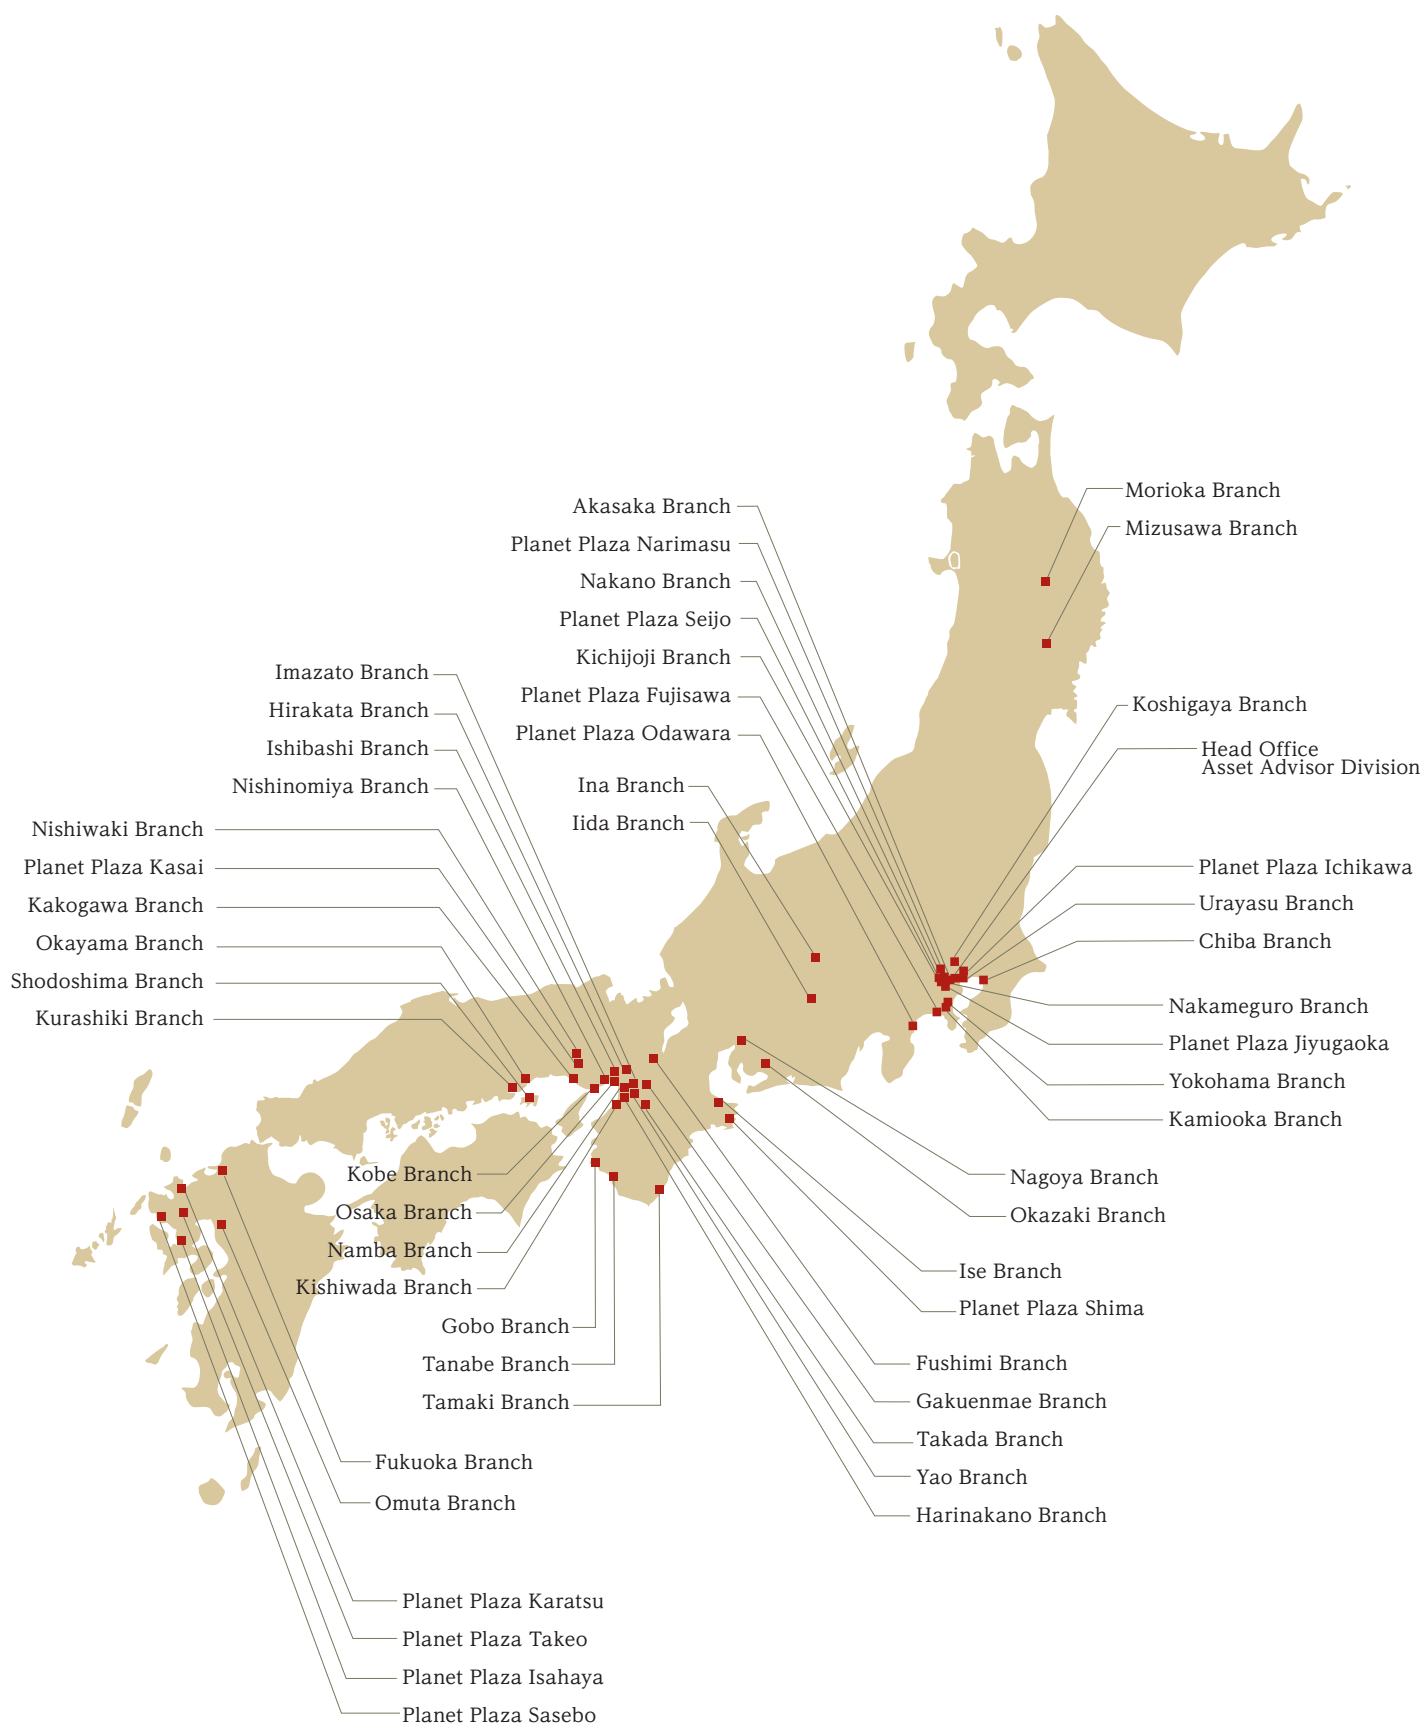 Morioka Branch
Mizusawa Branch
Akasaka Branch
Planet Plaza Narimasu
Nakano Branch
Planet Plaza Seijo
Kichijoji Branch
Planet Plaza Fujisawa
Planet Plaza Odawara
Imazato Branch
Hirakata Branch
Ishibashi Branch
Nishinomiya Branch
Ina Branch
Iida Branch
Koshigaya Branch
Head Office
Asset Advisor Division
Nishiwaki Branch
Planet Plaza Kasai
Kakogawa Branch
Okayama Branch
Shodoshima Branch
Kurashiki Branch
Planet Plaza Ichikawa
Urayasu Branch
Chiba Branch
Nakameguro Branch
Planet Plaza Jiyugaoka
Yokohama Branch
Kamiooka Branch
Kobe Branch
Osaka Branch
Namba Branch
Kishiwada Branch
Gobo Branch
Tanabe Branch
Tamaki Branch
Nagoya Branch
Okazaki Branch
Ise Branch
Planet Plaza Shima
Fushimi Branch
Gakuenmae Branch
Takada Branch
Yao Branch
Harinakano Branch
Fukuoka Branch
Omuta Branch
Planet Plaza Karatsu
Planet Plaza Takeo
Planet Plaza Isahaya
Planet Plaza Sasebo